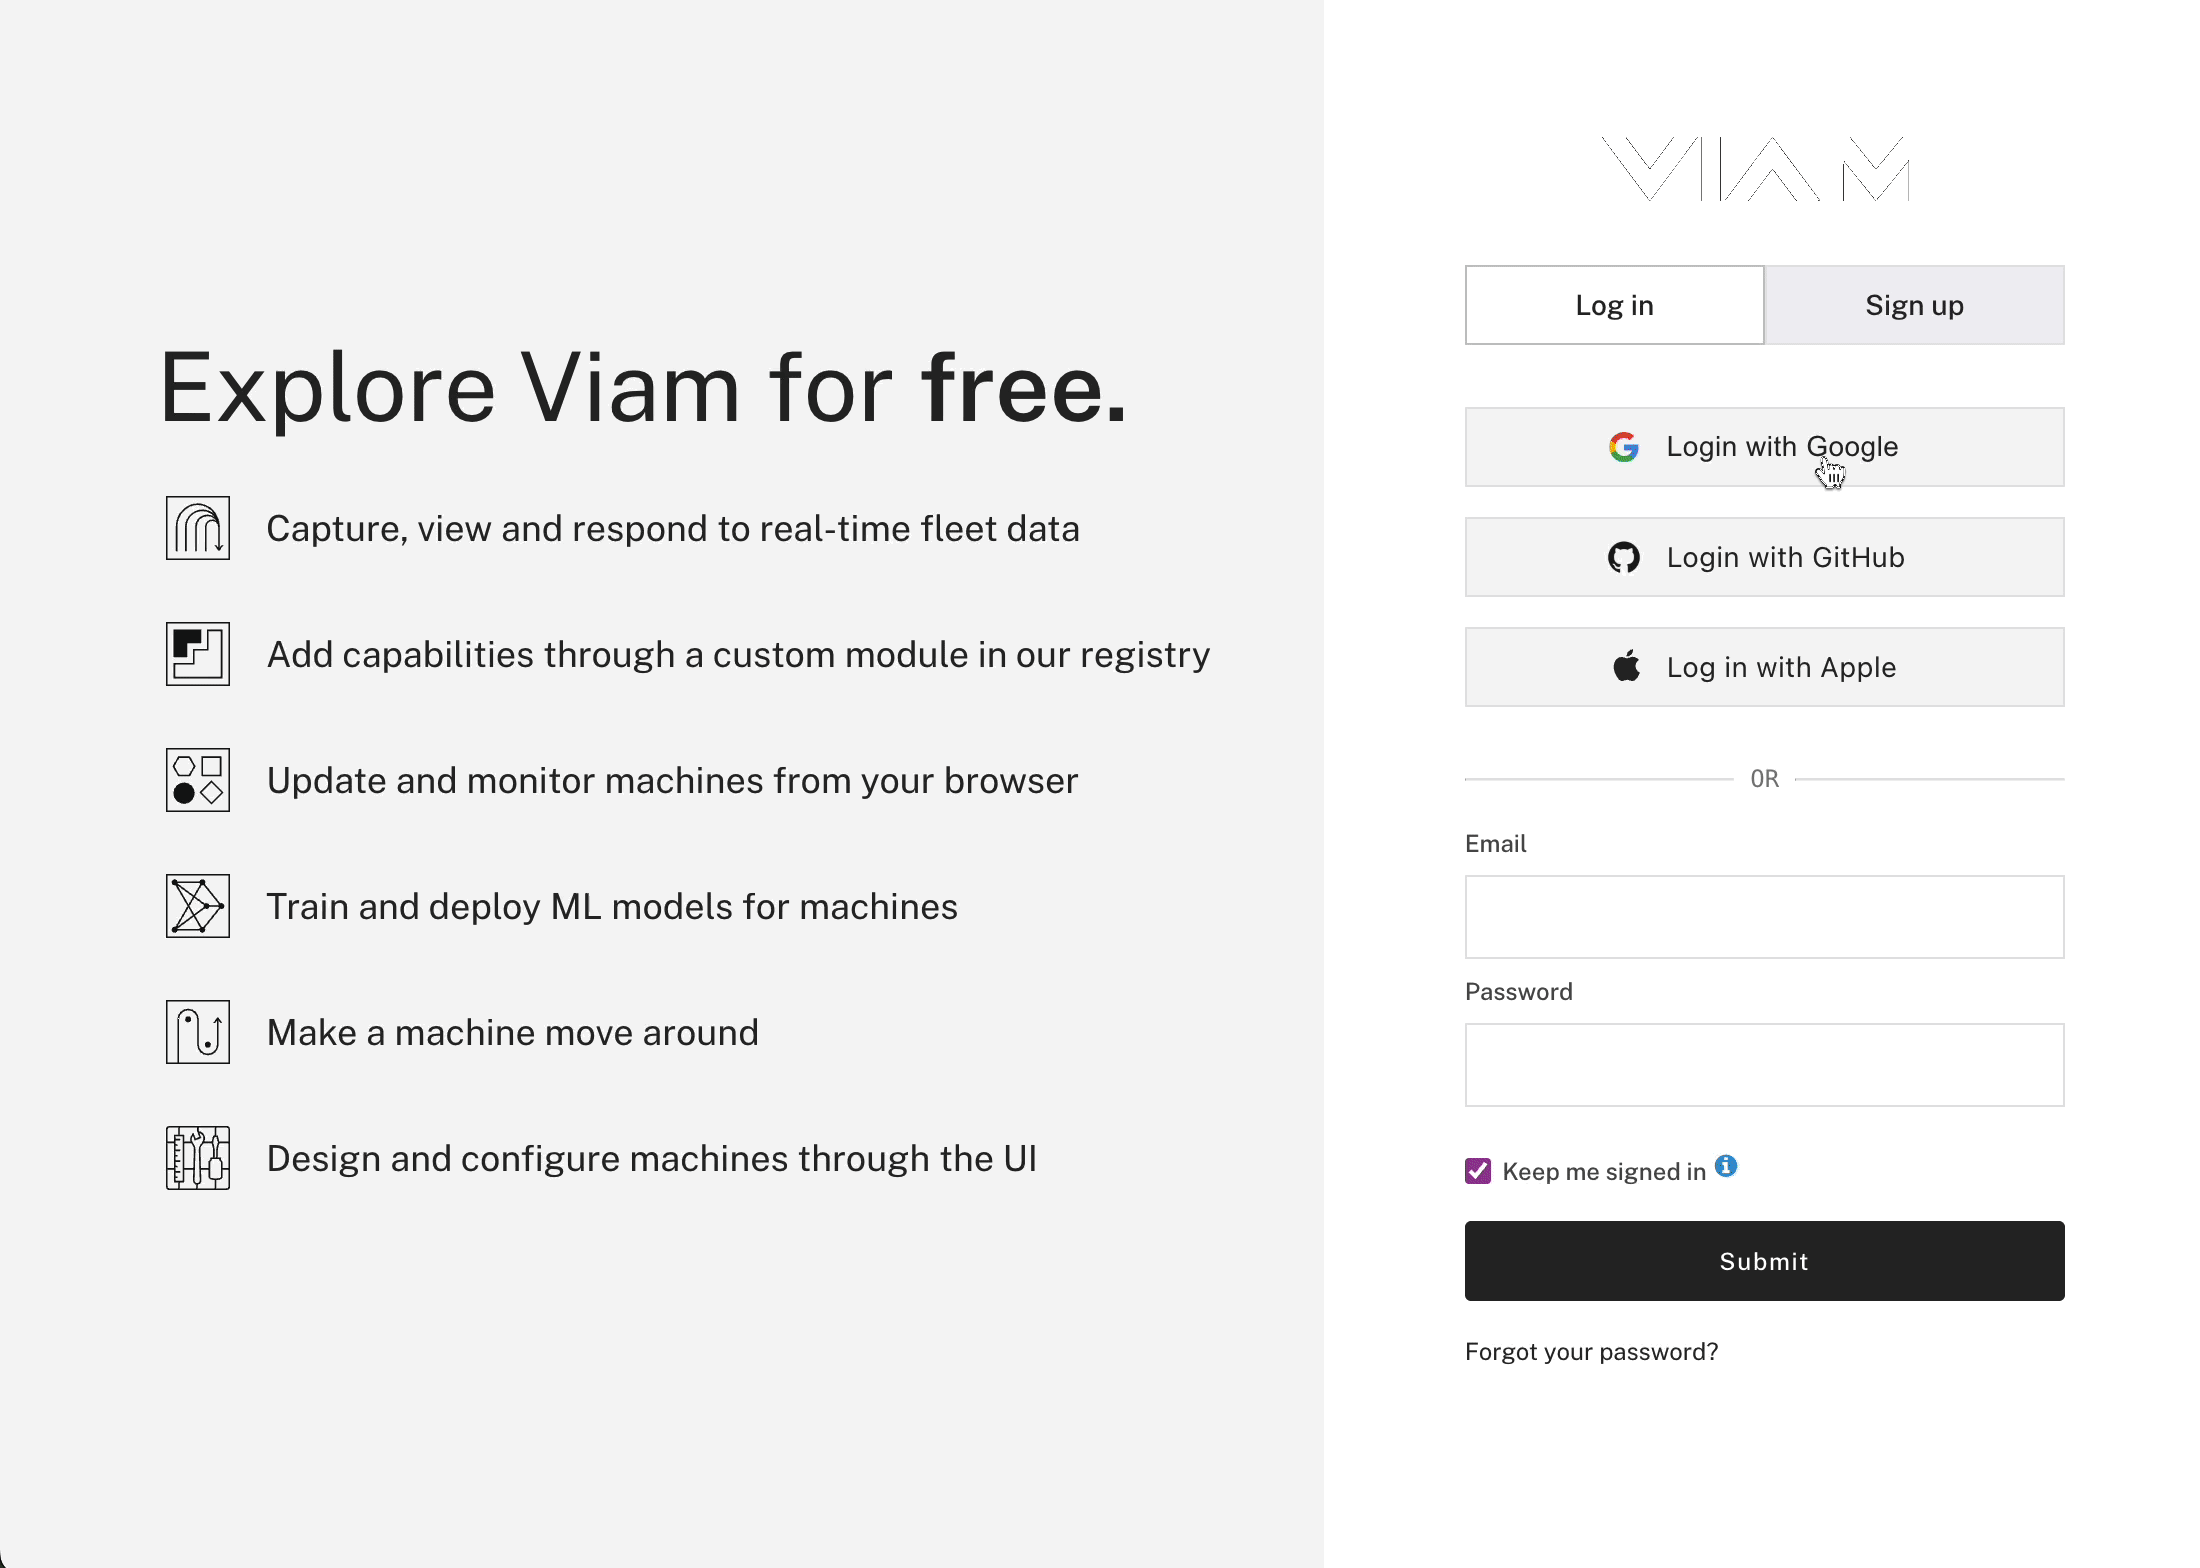 Explore Viam for free.
Capture, view and respond to real-time fleet data
Add capabilities through a custom module in our registry
Update and monitor machines from your browser
Train and deploy ML models for machines
Make a machine move around
Design and configure machines through the UI
VIAM
Log in
Sign up
Login with Google
Login with GitHub
Log in with Apple
OR
Email
Password
Keep me signed in
Submit
Forgot your password?